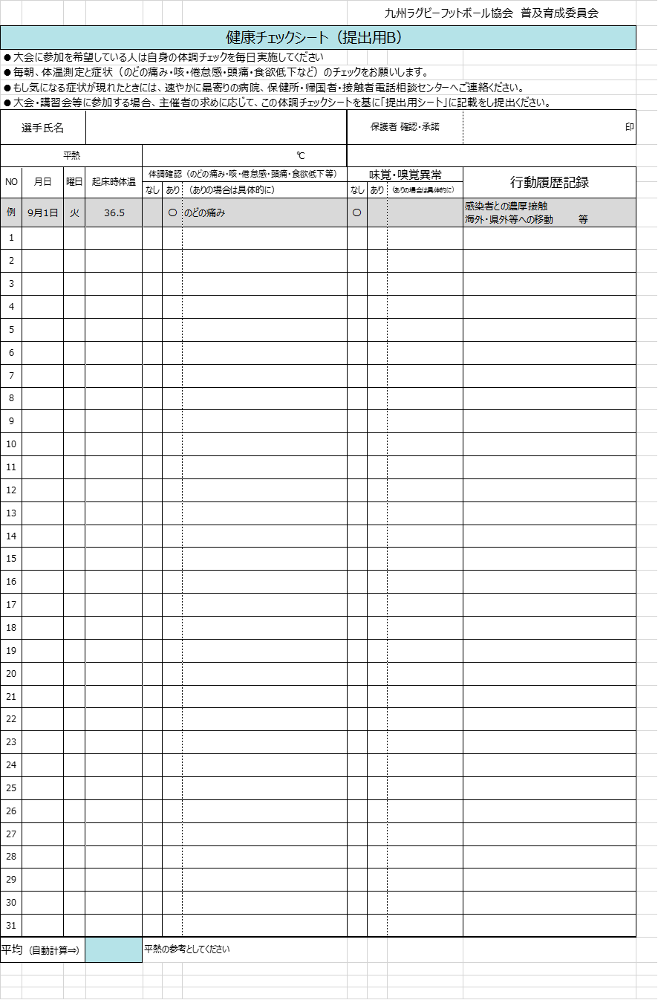 九州ラグビーフットボール協会　普及育成委員会
健康チェックシート（提出用B）
●大会に参加を希望している人は自身の体調チェックを毎日実施してください
●毎朝、体温測定と症状（のどの痛み・咳・倦怠感・頭痛・食欲低下など）のチェックをお願いします。
●もし気になる症状が現れたときには、速やかに最寄りの病院、保健所・帰国者・接触者電話相談センターへご連絡ください。
●大会・講習会等に参加する場合、主催者の求めに応じて、この体調チェックシートを基に「提出用シート」に記載をし提出ください。
選手氏名 保護者 確認・承諾 印
平熱 ℃
NO 月日 曜日 起床時体温 体調確認（のどの痛み・咳・倦怠感・頭痛・食欲低下等） 味覚・嗅覚異常 行動履歴記録
なし あり （ありの場合は具体的に） なし あり （ありの場合は具体的に）
例 9月1日 火 36.5 〇 のどの痛み 〇 感染者との濃厚接触
海外・県外等への移動　　　等
1
2
3
4
5
6
7
8
9
10
11
12
13
14
15
16
17
18
19
20
21
22
23
24
25
26
27
28
29
30
31
平均（自動計算⇒） 平熱の参考としてください